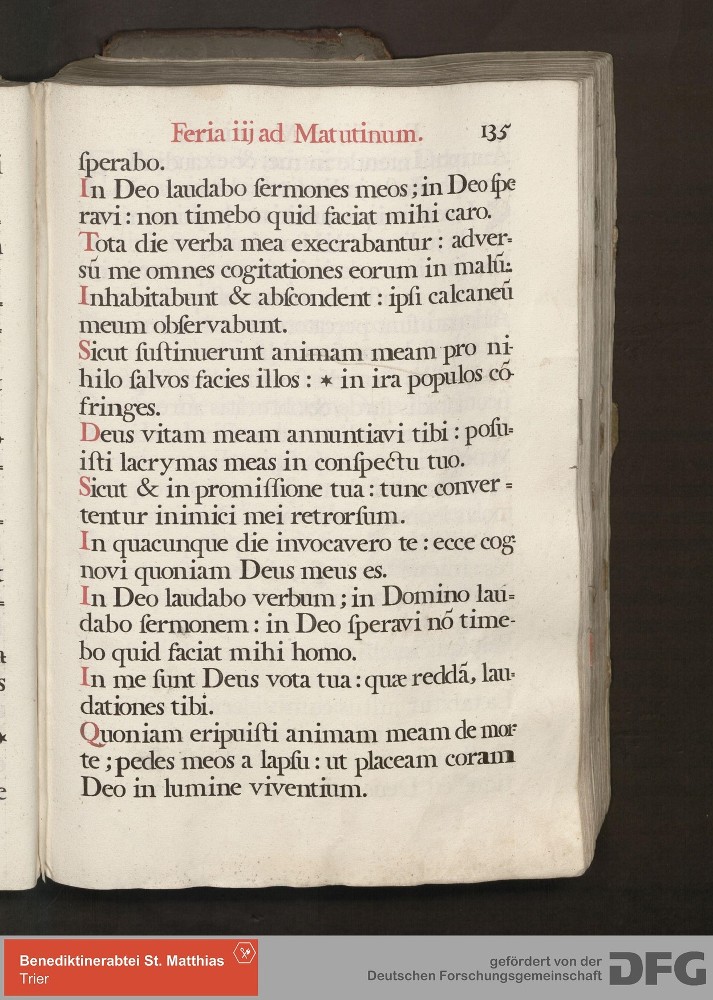 Feria iij ad Matutinum. 135
ſperabo.
In Deo laudabo ſermones meos ; in Deo ſpe
ravi : non timebo quid faciat mihi caro.
Tota die verba mea execrabantur : adver=
sũ me omnes cogitationes eorum in malũ:
Inhabitabunt & abſcondent : ipſi calcaneũ
meum obſervabunt.
Sicut ſuſtinuerunt animam meam pro ni-
hilo ſalvos facies illos : * in ira populos cõ-
fringes.
Deus vitam meam annuntiavi tibi : poſu=
iſti lacrymas meas in conſpectu tuo.
Sicut & in promiſſione tua : tunc conver =
tentur inimici mei retrorſum.
In quacunque die invocavero te : ecce cog=
novi quoniam Deus meus es.
In Deo laudabo verbum ; in Domino lau=
dabo ſermonem : in Deo ſperavi nõ time-
bo quid faciat mihi homo.
In me ſunt Deus vota tua : quæ reddã, lau=
dationes tibi.
Quoniam eripuiſti animam meam de mor=
te ; pedes meos a lapſu : ut placeam coram
Deo in lumine viventium.
Benediktinerabtei St. Matthias
Trier
gefördert von der
Deutschen Forschungsgemeinschaft
DFG